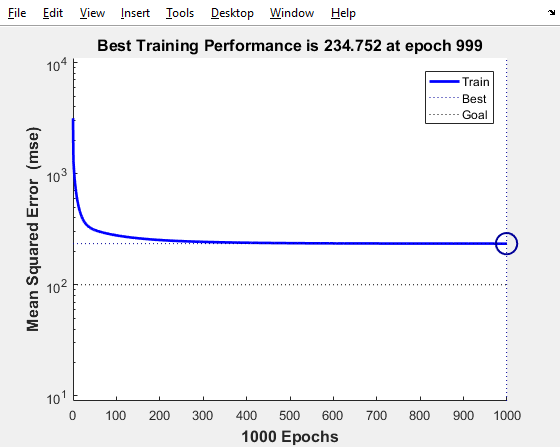 File Edit View Insert Tools Desktop Window Help
Best Training Performance is 234.752 at epoch 999
10^4
10^3
10^2
10^1
Mean Squared Error (mse)
Train
Best
Goal
0 100 200 300 400 500 600 700 800 900 1000
1000 Epochs